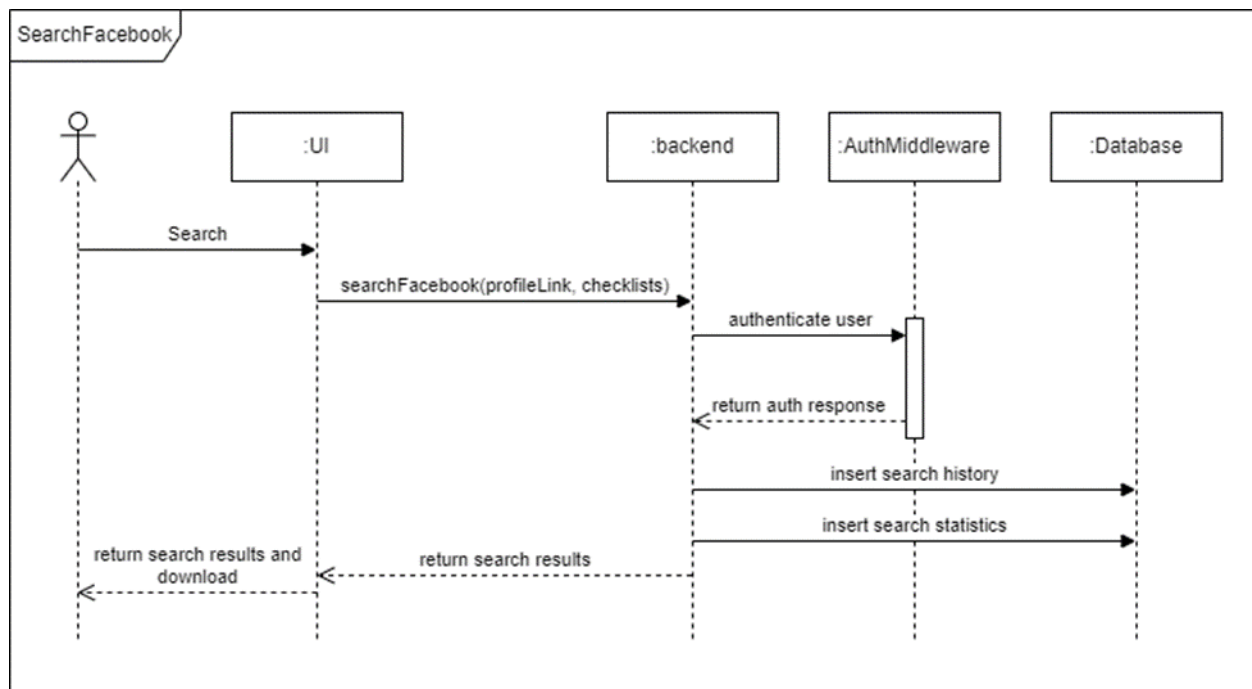 SearchFacebook
:UI
:backend
:AuthMiddleware
:Database
Search
searchFacebook(profileLink, checklists)
authenticate user
return auth response
insert search history
insert search statistics
return search results
return search results and
download